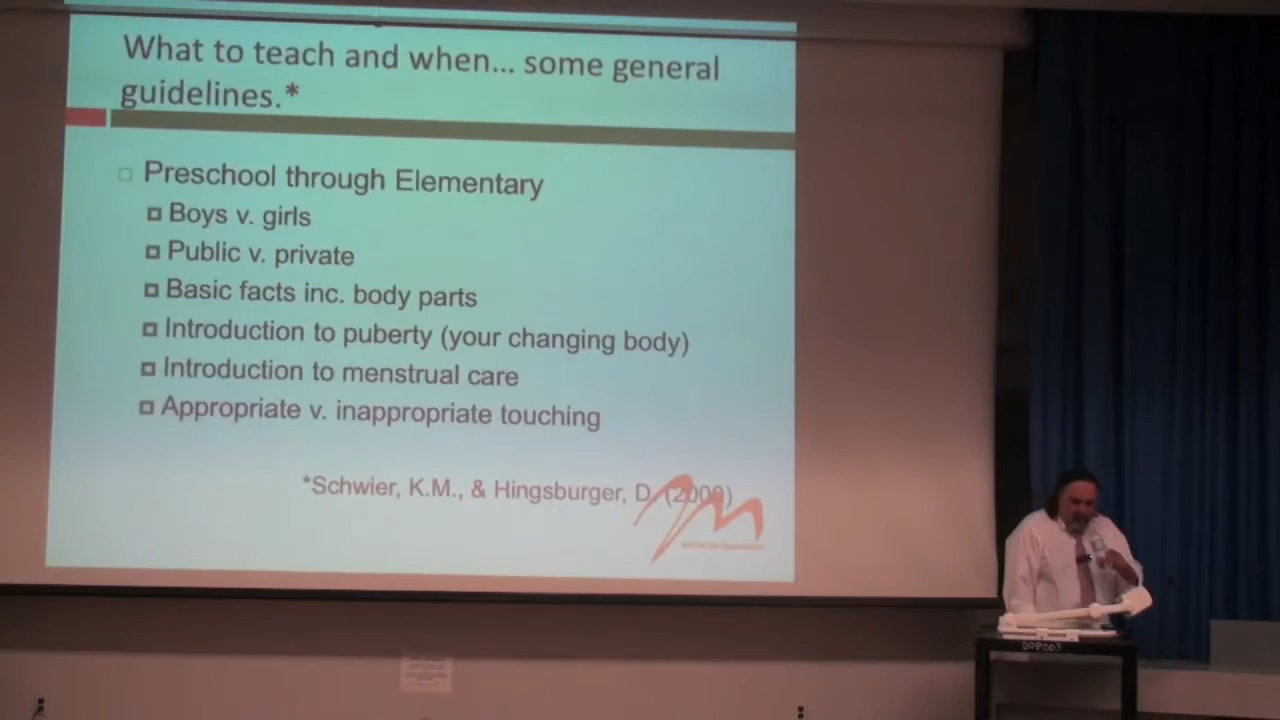 What to teach and when... some general
guidelines.*
Preschool through Elementary
Boys v. girls
Public v. private
Basic facts inc. body parts
Introduction to puberty (your changing body)
Introduction to menstrual care
Appropriate v. inappropriate touching
*Schwier, K.M., & Hingsburger, D. (2000)